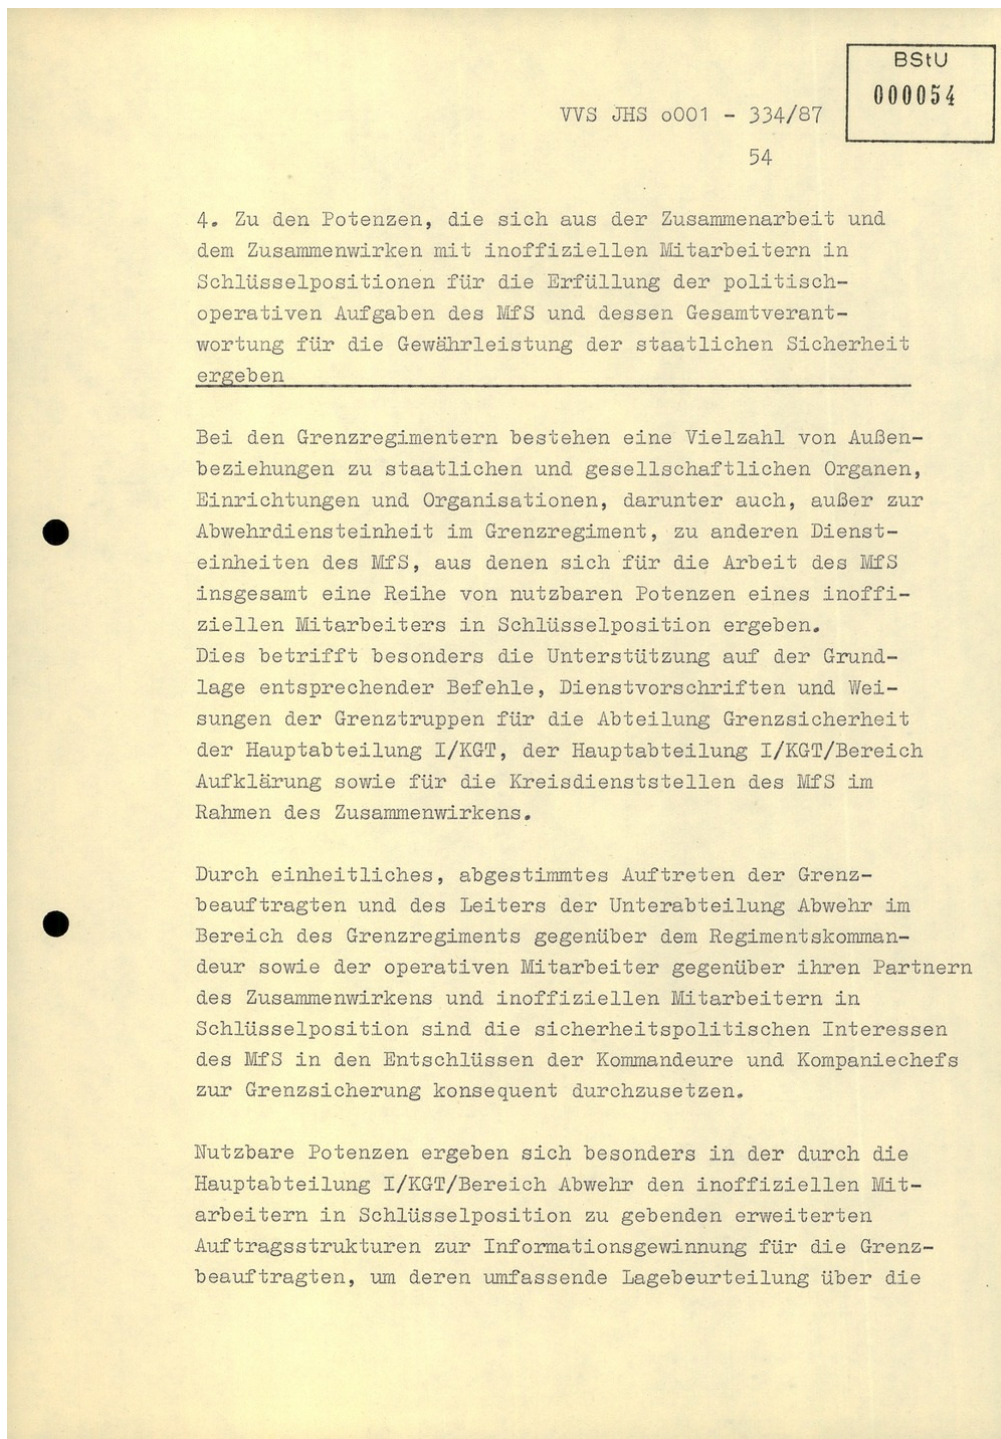 BStU
000054
VVS JHS o001 - 334/87
54
4. Zu den Potenzen, die sich aus der Zusammenarbeit und
dem Zusammenwirken mit inoffiziellen Mitarbeitern in
Schlüsselpositionen für die Erfüllung der politisch-
operativen Aufgaben des MfS und dessen Gesamtverant-
wortung für die Gewährleistung der staatlichen Sicherheit
ergeben
Bei den Grenzregimentern bestehen eine Vielzahl von Außen-
beziehungen zu staatlichen und gesellschaftlichen Organen,
Einrichtungen und Organisationen, darunter auch, außer zur
Abwehrdiensteinheit im Grenzregiment, zu anderen Dienst-
einheiten des MfS, aus denen sich für die Arbeit des MfS
insgesamt eine Reihe von nutzbaren Potenzen eines inoffi-
ziellen Mitarbeiters in Schlüsselposition ergeben.
Dies betrifft besonders die Unterstützung auf der Grund-
lage entsprechender Befehle, Dienstvorschriften und Wei-
sungen der Grenztruppen für die Abteilung Grenzsicherheit
der Hauptabteilung I/KGT, der Hauptabteilung I/KGT/Bereich
Aufklärung sowie für die Kreisdienststellen des MfS im
Rahmen des Zusammenwirkens.
Durch einheitliches, abgestimmtes Auftreten der Grenz-
beauftragten und des Leiters der Unterabteilung Abwehr im
Bereich des Grenzregiments gegenüber dem Regimentskomman-
deur sowie der operativen Mitarbeiter gegenüber ihren Partnern
des Zusammenwirkens und inoffiziellen Mitarbeitern in
Schlüsselposition sind die sicherheitspolitischen Interessen
des MfS in den Entschlüssen der Kommandeure und Kompaniechefs
zur Grenzsicherung konsequent durchzusetzen.
Nutzbare Potenzen ergeben sich besonders in der durch die
Hauptabteilung I/KGT/Bereich Abwehr den inoffiziellen Mit-
arbeitern in Schlüsselposition zu gebenden erweiterten
Auftragsstrukturen zur Informationsgewinnung für die Grenz-
beauftragten, um deren umfassende Lagebeurteilung über die